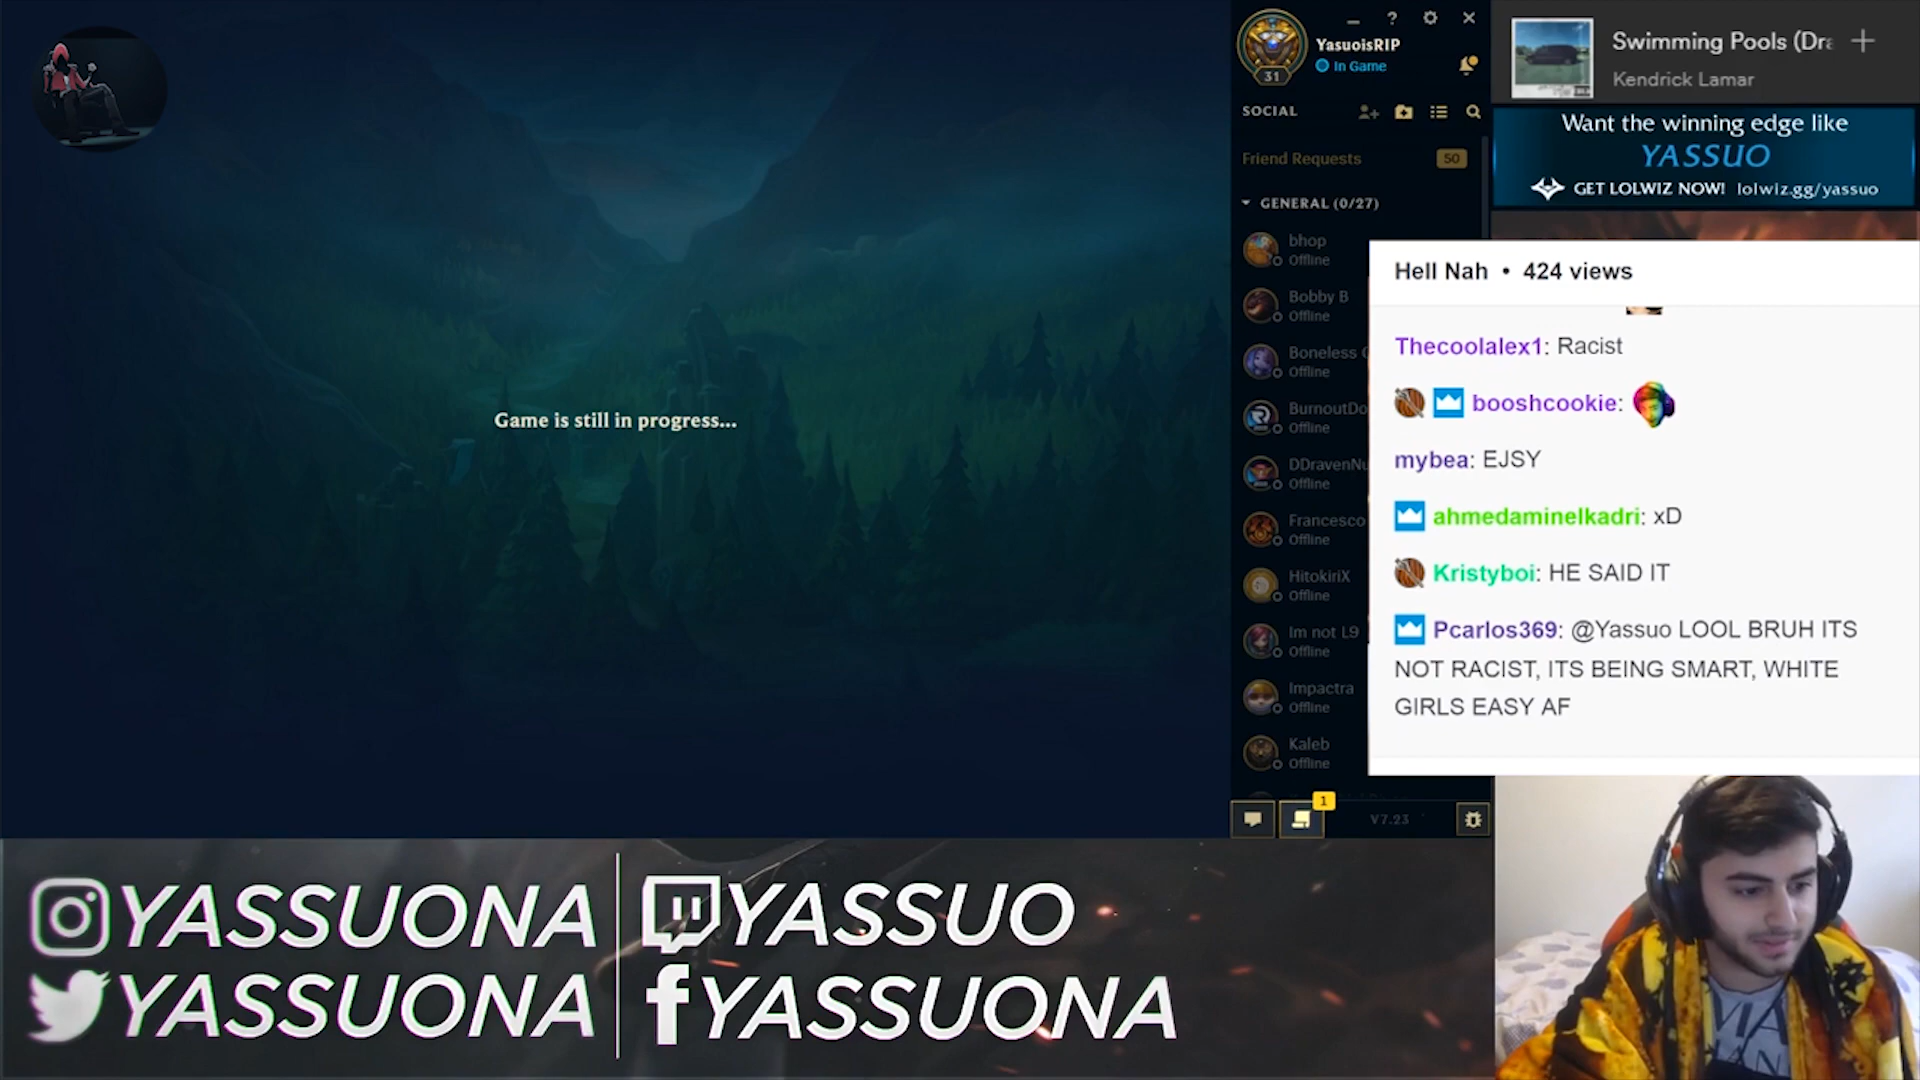 31
YasuoisRIP
In Game
SOCIAL
Friend Requests
50
GENERAL (0/27)
bhop
Offline
Bobby B
Offline
Boneless
Offline
BurnoutDo
Offline
DDravenNu
Offline
Francesco
Offline
HitokiriX
Offline
Im not L9
Offline
Impactra
Offline
Kaleb
Offline
1
V7.23
Game is still in progress...
Swimming Pools (Dra
Kendrick Lamar
Want the winning edge like
YASSUO
GET LOLWIZ NOW! lolwiz.gg/yassuo
Hell Nah • 424 views
Thecoolalex1: Racist
booshcookie:
mybea: EJSY
ahmedaminelkadri: xD
Kristyboi: HE SAID IT
Pcarlos369: @Yassuo LOOL BRUH ITS
NOT RACIST, ITS BEING SMART, WHITE
GIRLS EASY AF
YASSUONA
YASSUO
YASSUONA
YASSUONA